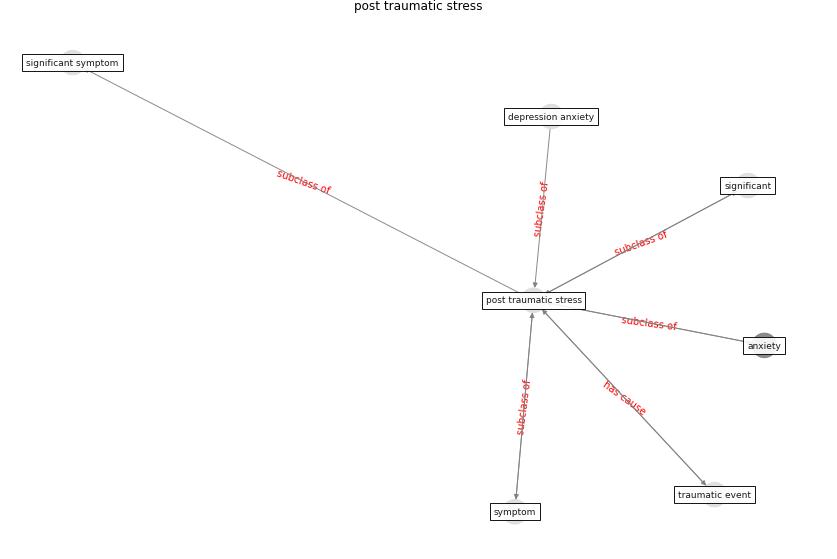 post traumatic stress
significant symptom
depression anxiety
subclass of
significant
subclass of
subclass of
post traumatic stress
subclass of
anxiety
has cause
subclass of
traumatic event
symptom